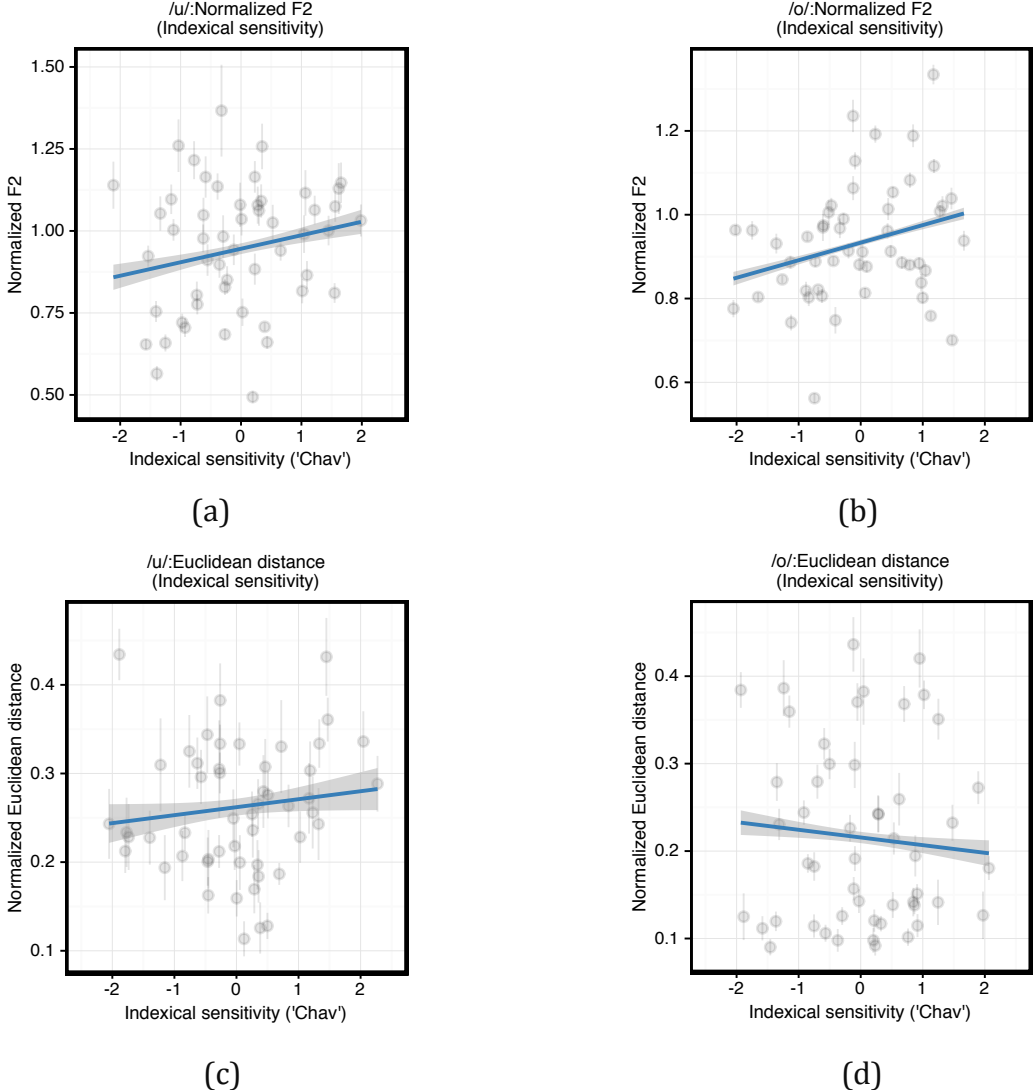 /u/:Normalized F2
(Indexical sensitivity)
Normalized F2
1.50
1.25
1.00
0.75
0.50
-2 -1 0 1 2
Indexical sensitivity ('Chav')
(a)
/o/:Normalized F2
(Indexical sensitivity)
Normalized F2
1.2
1.0
0.8
0.6
-2 -1 0 1 2
Indexical sensitivity ('Chav')
(b)
/u/:Euclidean distance
(Indexical sensitivity)
Normalized Euclidean distance
0.4
0.3
0.2
0.1
-2 -1 0 1 2
Indexical sensitivity ('Chav')
(c)
/o/:Euclidean distance
(Indexical sensitivity)
Normalized Euclidean distance
0.4
0.3
0.2
0.1
-2 -1 0 1 2
Indexical sensitivity ('Chav')
(d)